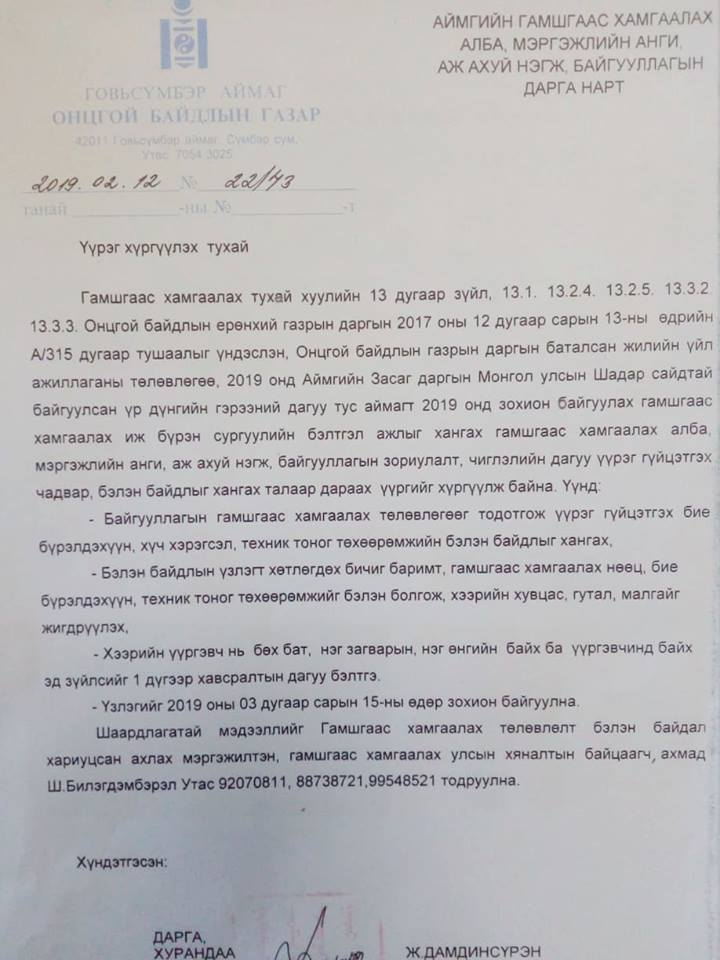 АЙМГИЙН ГАМШГААС ХАМГААЛАХ
АЛБА, МЭРГЭЖЛИЙН АНГИ,
АЖ АХУЙ НЭГЖ, БАЙГУУЛЛАГЫН
ДАРГА НАРТ
ГОВЬСҮМБЭР АЙМАГ
ОНЦГОЙ БАЙДЛЫН ГАЗАР
42011 Говьсүмбэр аймаг, Сүмбэр сум,
Утас 7054 3025
2019. 02. 12 № 22/43
танай ____________-ны №____________-т
Үүрэг хүргүүлэх тухай
Гамшгаас хамгаалах тухай хуулийн 13 дугаар зүйл, 13.1. 13.2.4. 13.2.5. 13.3.2.
13.3.3. Онцгой байдлын ерөнхий газрын даргын 2017 оны 12 дугаар сарын 13-ны өдрийн
А/315 дугаар тушаалыг үндэслэн, Онцгой байдлын газрын даргын баталсан жилийн үйл
ажиллаганы төлөвлөгөө, 2019 онд Аймгийн Засаг даргын Монгол улсын Шадар сайдтай
байгуулсан үр дүнгийн гэрээний дагуу тус аймагт 2019 онд зохион байгуулах гамшгаас
хамгаалах иж бүрэн сургуулийн бэлтгэл ажлыг хангах гамшгаас хамгаалах алба,
мэргэжлийн анги, аж ахуй нэгж, байгууллагын зориулалт, чиглэлийн дагуу үүрэг гүйцэтгэх
чадвар, бэлэн байдлыг хангах талаар дараах үүргийг хүргүүлж байна. Үүнд:
- Байгууллагын гамшгаас хамгаалах төлөвлөгөөг тодотгож үүрэг гүйцэтгэх бие
бүрэлдэхүүн, хүч хэрэгсэл, техник тоног төхөөрөмжийн бэлэн байдлыг хангах,
- Бэлэн байдлын үзлэгт хөтлөгдөх бичиг баримт, гамшгаас хамгаалах нөөц, бие
бүрэлдэхүүн, техник тоног төхөөрөмжийг бэлэн болгож, хээрийн хувцас, гутал, малгайг
жигдрүүлэх,
- Хээрийн үүргэвч нь бөх бат, нэг загварын, нэг өнгийн байх ба үүргэвчинд байх
эд зүйлсийг 1 дүгээр хавсралтын дагуу бэлтгэ.
- Үзлэгийг 2019 оны 03 дугаар сарын 15-ны өдөр зохион байгуулна.
Шаардлагатай мэдээллийг Гамшгаас хамгаалах төлөвлөлт бэлэн байдал
хариуцсан ахлах мэргэжилтэн, гамшгаас хамгаалах улсын хяналтын байцаагч, ахмад
Ш.Билэгдэмбэрэл Утас 92070811, 88738721,99548521 тодруулна.
Хүндэтгэсэн:
ДАРГА,
ХУРАНДАА Ж.ДАМДИНСҮРЭН